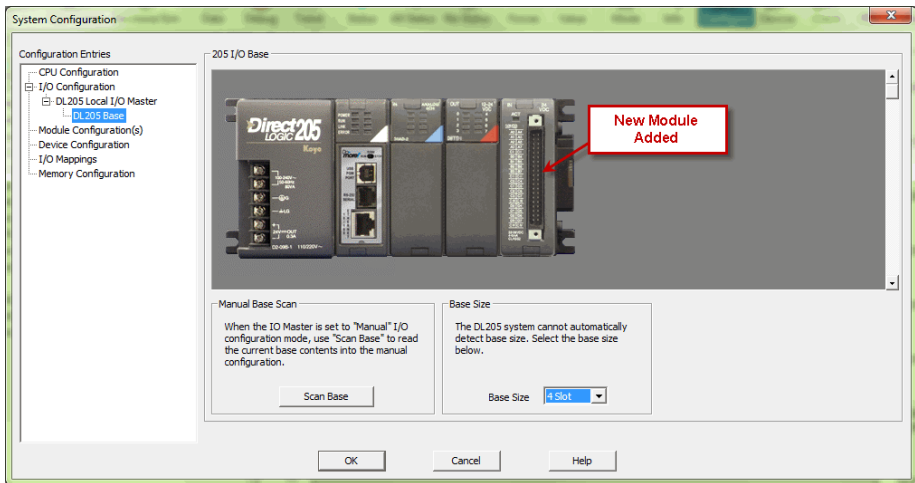 System Configuration
Configuration Entries
CPU Configuration
I/O Configuration
DL205 Local I/O Master
DL205 Base
Module Configuration(s)
Device Configuration
I/O Mappings
Memory Configuration
205 I/O Base
Direct 205
LOGIC
Koyo
New Module
Added
Manual Base Scan
When the IO Master is set to "Manual" I/O
configuration mode, use "Scan Base" to read
the current base contents into the manual
configuration.
Scan Base
Base Size
The DL205 system cannot automatically
detect base size. Select the base size
below.
Base Size 4 Slot
OK Cancel Help